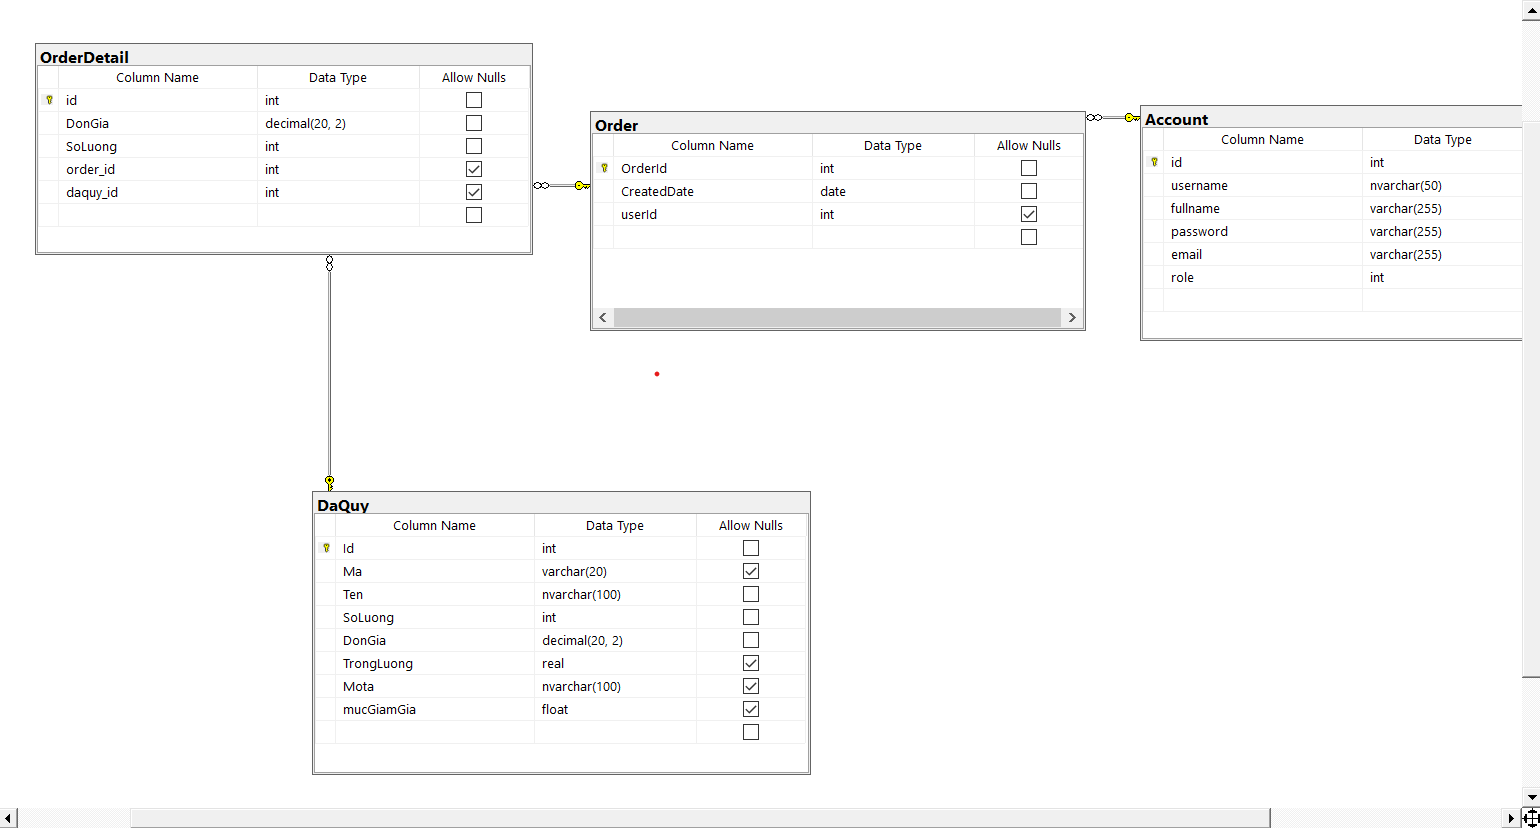 OrderDetail
Column Name Data Type Allow Nulls
id int
DonGia decimal(20, 2)
SoLuong int
order_id int
daquy_id int
Order
Column Name Data Type Allow Nulls
OrderId int
CreatedDate date
userId int
Account
Column Name Data Type
id int
username nvarchar(50)
fullname varchar(255)
password varchar(255)
email varchar(255)
role int
DaQuy
Column Name Data Type Allow Nulls
Id int
Ma varchar(20)
Ten nvarchar(100)
SoLuong int
DonGia decimal(20, 2)
TrongLuong real
Mota nvarchar(100)
mucGiamGia float